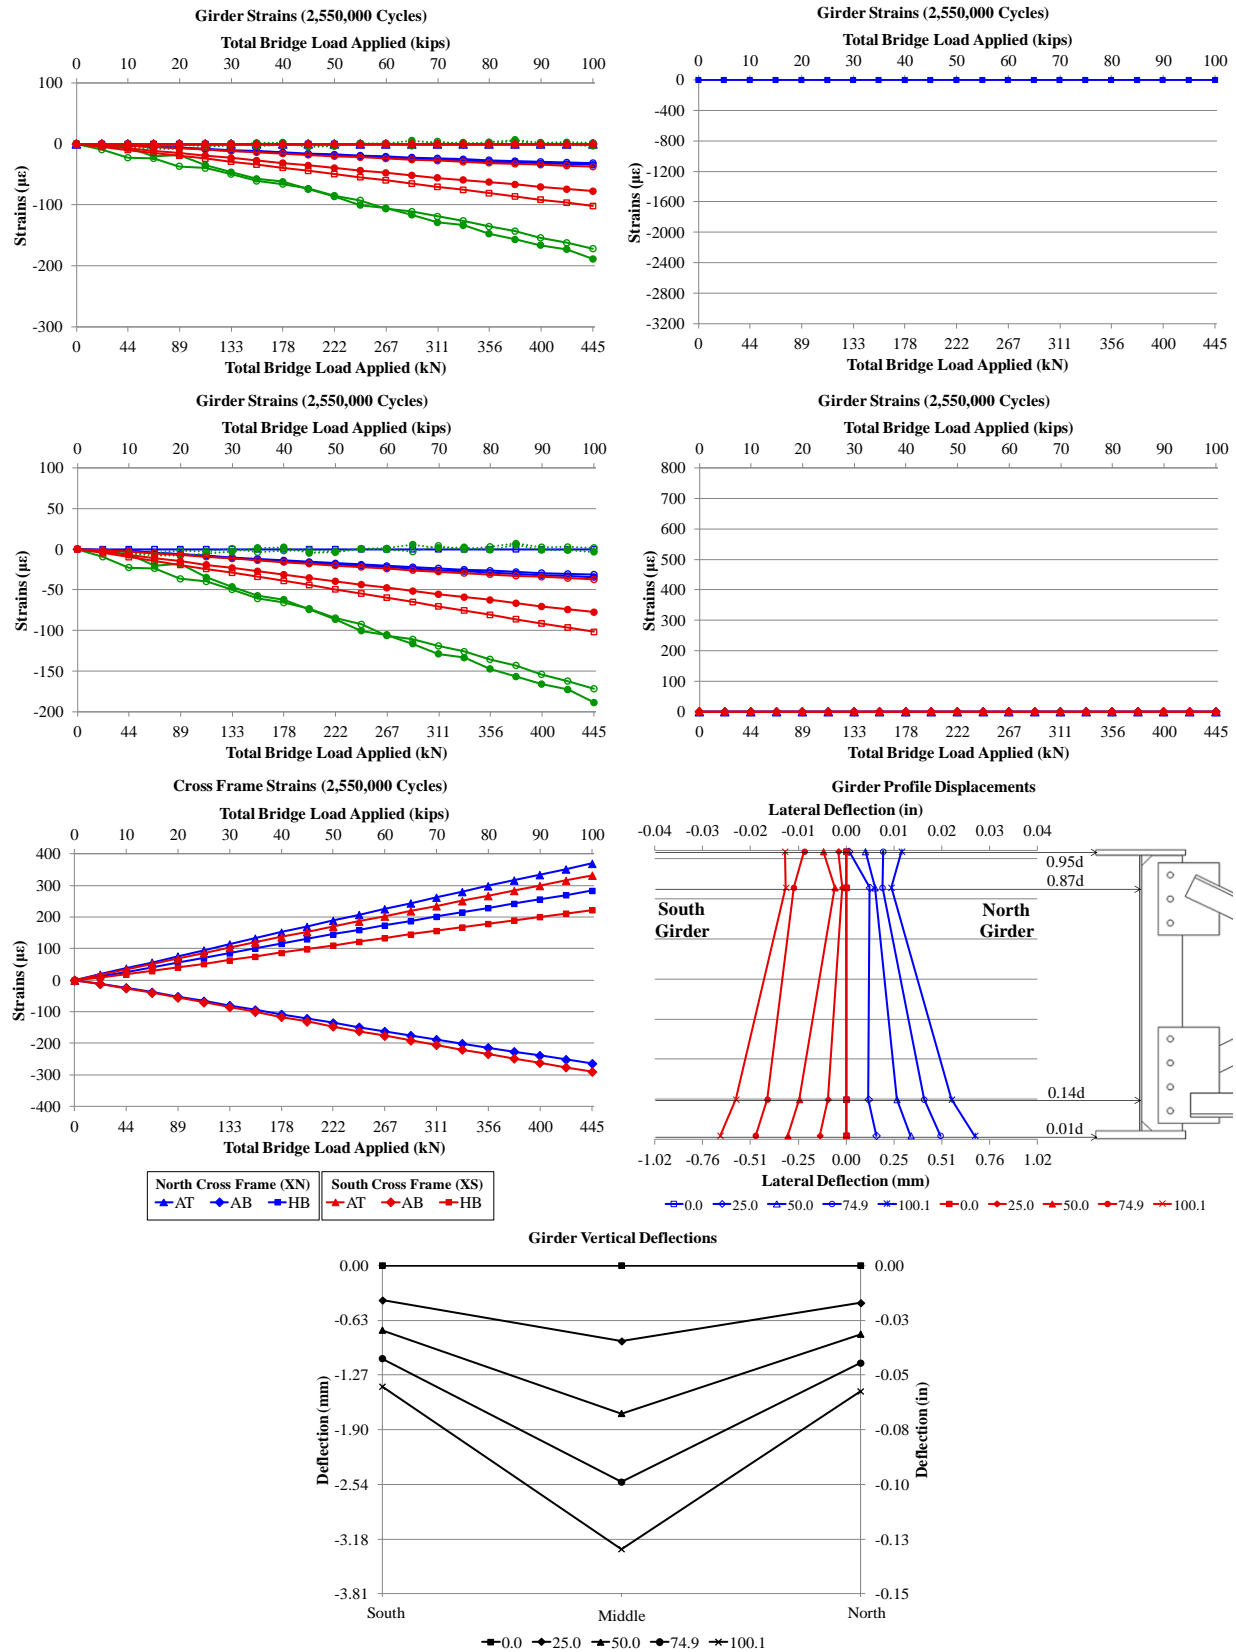 Girder Strains (2,550,000 Cycles)
Total Bridge Load Applied (kips)
0 10 20 30 40 50 60 70 80 90 100
100
0
-100
-200
-300
Strains (με)
0 44 89 133 178 222 267 311 356 400 445
Total Bridge Load Applied (kN)
Girder Strains (2,550,000 Cycles)
Total Bridge Load Applied (kips)
0 10 20 30 40 50 60 70 80 90 100
0
-400
-800
-1200
-1600
-2000
-2400
-2800
-3200
Strains (με)
0 44 89 133 178 222 267 311 356 400 445
Total Bridge Load Applied (kN)
Girder Strains (2,550,000 Cycles)
Total Bridge Load Applied (kips)
0 10 20 30 40 50 60 70 80 90 100
100
50
0
-50
-100
-150
-200
Strains (με)
0 44 89 133 178 222 267 311 356 400 445
Total Bridge Load Applied (kN)
Girder Strains (2,550,000 Cycles)
Total Bridge Load Applied (kips)
0 10 20 30 40 50 60 70 80 90 100
800
700
600
500
400
300
200
100
0
Strains (με)
0 44 89 133 178 222 267 311 356 400 445
Total Bridge Load Applied (kN)
Cross Frame Strains (2,550,000 Cycles)
Total Bridge Load Applied (kips)
0 10 20 30 40 50 60 70 80 90 100
400
300
200
100
0
-100
-200
-300
-400
Strains (με)
0 44 89 133 178 222 267 311 356 400 445
Total Bridge Load Applied (kN)
North Cross Frame (XN) South Cross Frame (XS)
AT AB HB AT AB HB
Girder Profile Displacements
Lateral Deflection (in)
-0.04 -0.03 -0.02 -0.01 0.00 0.01 0.02 0.03 0.04
0.95d
0.87d
South Girder
North Girder
0.14d
0.01d
-1.02 -0.76 -0.51 -0.25 0.00 0.25 0.51 0.76 1.02
Lateral Deflection (mm)
0.0 25.0 50.0 74.9 100.1 0.0 25.0 50.0 74.9 100.1
Girder Vertical Deflections
0.00
-0.63
-1.27
-1.90
-2.54
-3.18
-3.81
Deflection (mm)
0.00
-0.03
-0.05
-0.08
-0.10
-0.13
-0.15
Deflection (in)
South Middle North
0.0 25.0 50.0 74.9 100.1